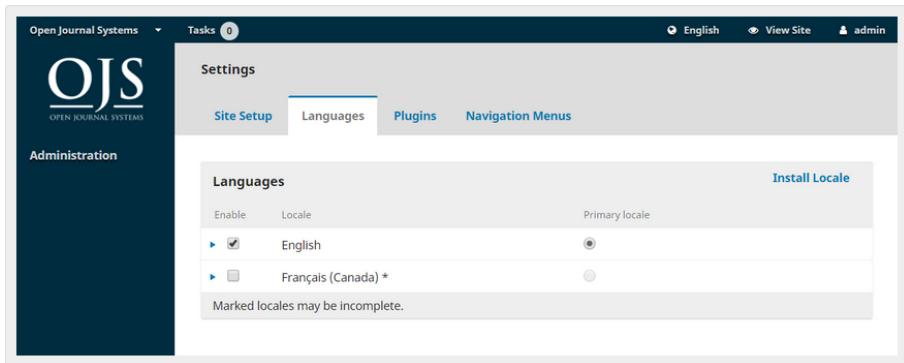 Open Journal Systems Tasks 0 English View Site admin
OJS
OPEN JOURNAL SYSTEMS
Administration
Settings
Site Setup Languages Plugins Navigation Menus
Languages Install Locale
Enable Locale Primary locale
English
Français (Canada) *
Marked locales may be incomplete.